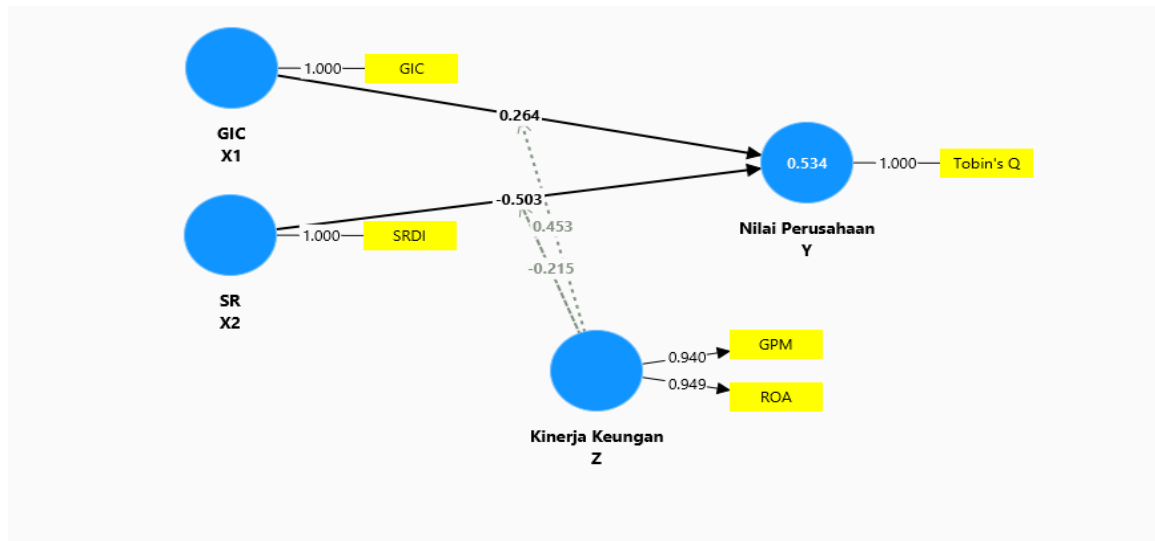 1.000
GIC
GIC
X1
0.264
0.534
1.000
Tobin's Q
Nilai Perusahaan
Y
-0.503
1.000
SRDI
SR
X2
0.453
-0.215
0.940
GPM
0.949
ROA
Kinerja Keungan
Z